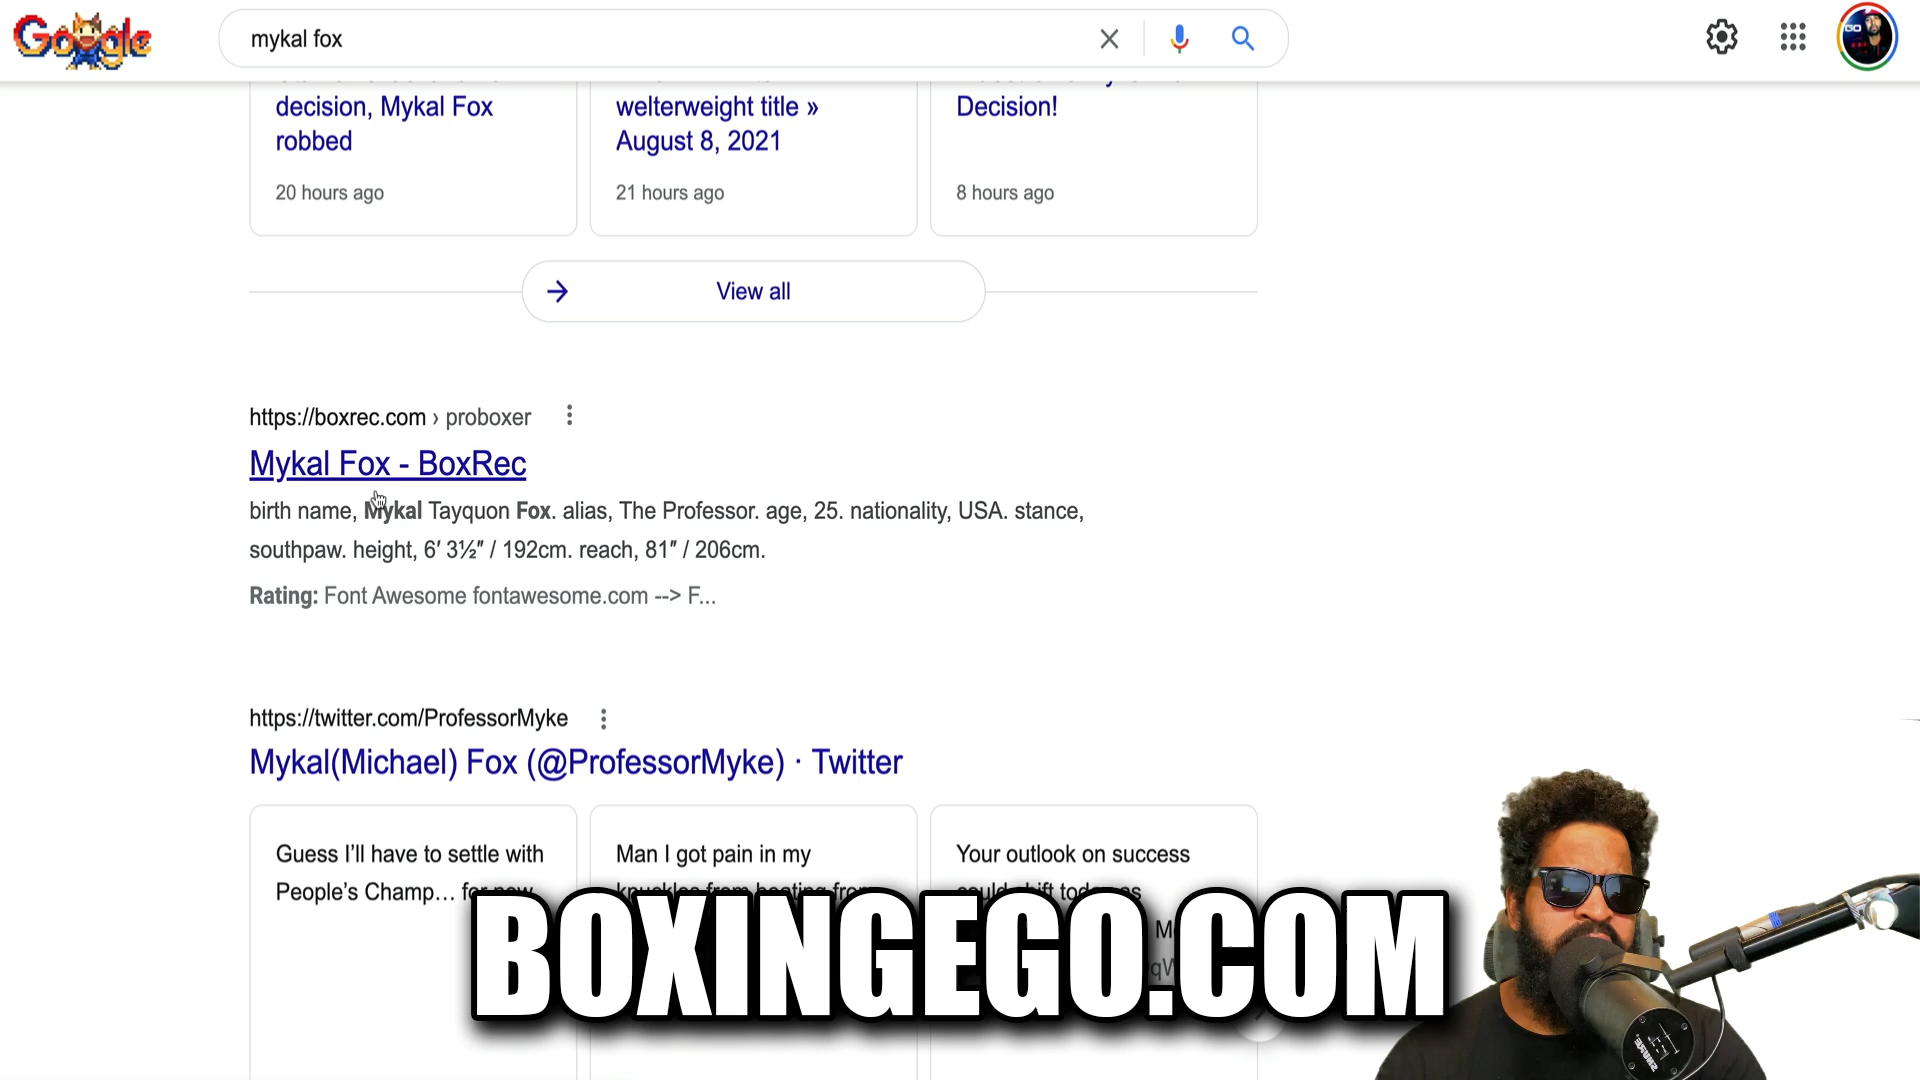 Google
mykal fox
decision, Mykal Fox
robbed
20 hours ago
welterweight title »
August 8, 2021
21 hours ago
Decision!
8 hours ago
View all
https://boxrec.com › proboxer
Mykal Fox - BoxRec
birth name, Mykal Tayquon Fox. alias, The Professor. age, 25. nationality, USA. stance,
southpaw. height, 6′ 3½″ / 192cm. reach, 81″ / 206cm.
Rating: Font Awesome fontawesome.com --> F...
https://twitter.com/ProfessorMyke
Mykal(Michael) Fox (@ProfessorMyke) · Twitter
Guess I’ll have to settle with
People’s Champ… for now
Man I got pain in my
knuckles from beating from
Your outlook on success
could shift today as
BOXINGEGO.COM
SHURE